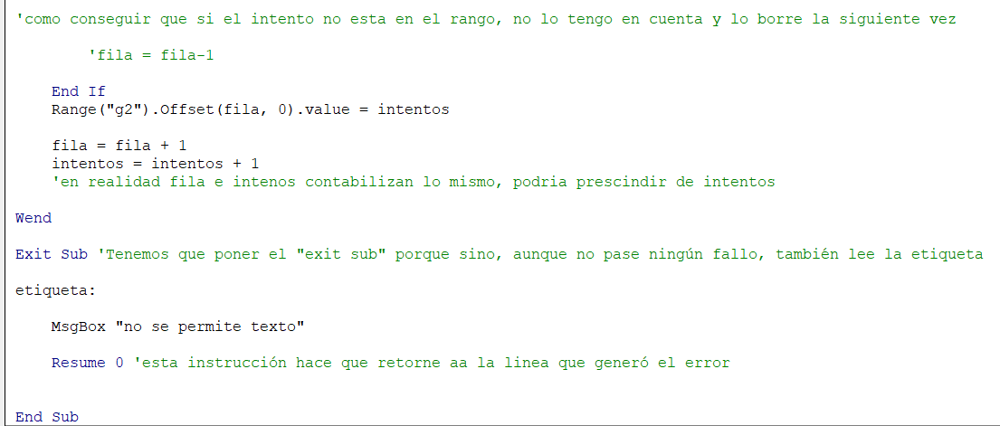 'como conseguir que si el intento no esta en el rango, no lo tengo en cuenta y lo borre la siguiente vez
'fila = fila-1
End If
Range("g2").Offset(fila, 0).value = intentos
fila = fila + 1
intentos = intentos + 1
'en realidad fila e intenos contabilizan lo mismo, podria prescindir de intentos
Wend
Exit Sub 'Tenemos que poner el "exit sub" porque sino, aunque no pase ningún fallo, también lee la etiqueta
etiqueta:
MsgBox "no se permite texto"
Resume 0 'esta instrucción hace que retorne aa la linea que generó el error
End Sub